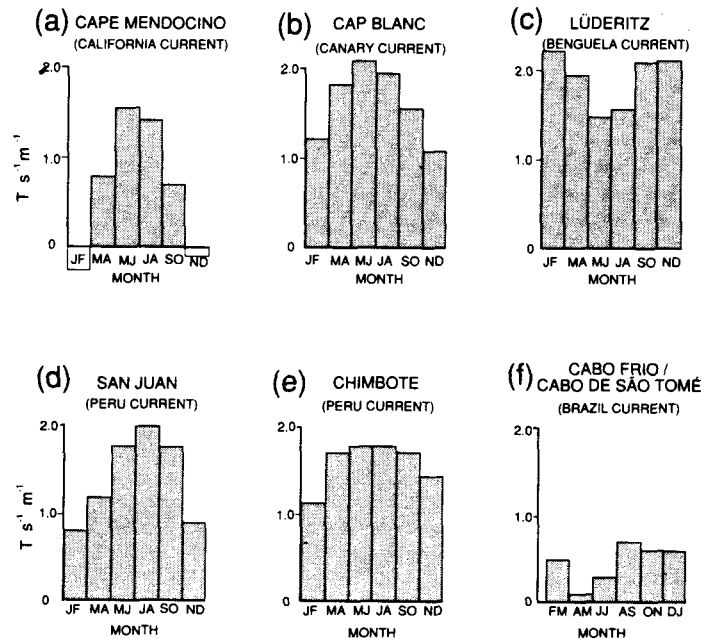 (a) CAPE MENDOCINO
(CALIFORNIA CURRENT)
2.0
1.0
0
T s⁻¹ m⁻¹
JF MA MJ JA SO ND
MONTH
(b) CAP BLANC
(CANARY CURRENT)
2.0
1.0
0
JF MA MJ JA SO ND
MONTH
(c) LÜDERITZ
(BENGUELA CURRENT)
2.0
1.0
0
JF MA MJ JA SO ND
MONTH
(d) SAN JUAN
(PERU CURRENT)
2.0
1.0
0
T s⁻¹ m⁻¹
JF MA MJ JA SO ND
MONTH
(e) CHIMBOTE
(PERU CURRENT)
2.0
1.0
0
JF MA MJ JA SO ND
MONTH
(f) CABO FRIO /
CABO DE SÃO TOMÉ
(BRAZIL CURRENT)
2.0
1.0
0
FM AM JJ AS ON DJ
MONTH